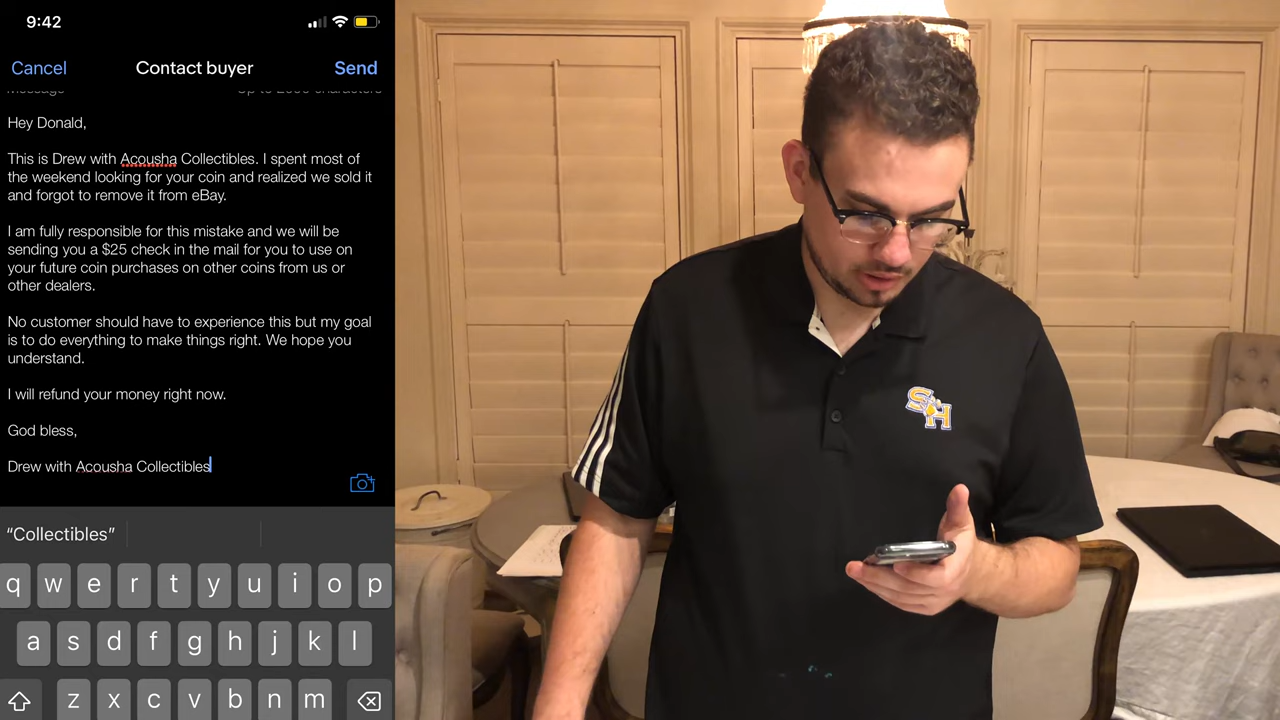 9:42
Cancel
Contact buyer
Send
Message
Up to 2000 characters
Hey Donald,
This is Drew with Acousha Collectibles. I spent most of
the weekend looking for your coin and realized we sold it
and forgot to remove it from eBay.
I am fully responsible for this mistake and we will be
sending you a $25 check in the mail for you to use on
your future coin purchases on other coins from us or
other dealers.
No customer should have to experience this but my goal
is to do everything to make things right. We hope you
understand.
I will refund your money right now.
God bless,
Drew with Acousha Collectibles
“Collectibles”
q w e r t y u i o p
a s d f g h j k l
z x c v b n m
SH